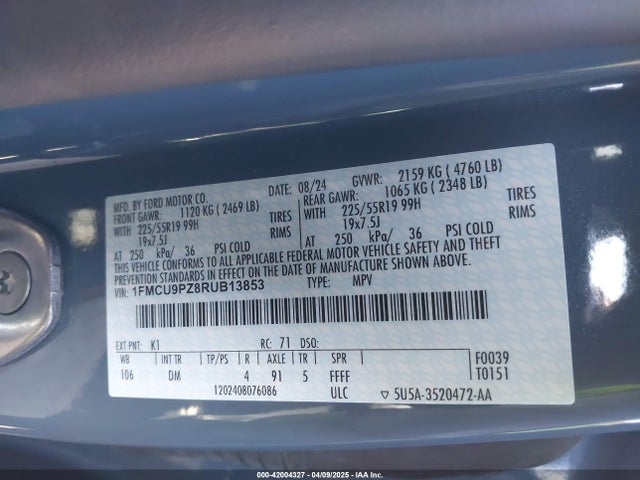 MFD. BY FORD MOTOR CO. 08/24 GVWR: 2159 KG ( 4760 LB)
FRONT GAWR: 1120 KG ( 2469 LB) REAR GAWR: 1065 KG ( 2348 LB)
WITH 225/55R19 99H TIRES WITH 225/55R19 99H TIRES
19x7.5J RIMS 19x7.5J RIMS
AT 250 kPa/ 36 PSI COLD AT 250 kPa/ 36 PSI COLD
THIS VEHICLE CONFORMS TO ALL APPLICABLE FEDERAL MOTOR VEHICLE SAFETY AND THEFT
PREVENTION STANDARDS IN EFFECT ON THE DATE OF MANUFACTURE SHOWN ABOVE.
VIN: 1FMCU9PZ8RUB13853 TYPE: MPV
EXT PNT: K1 RC: 71 DSO:
WB INT TR TP/PS R AXLE TR SPR F0039
106 DM 4 91 5 FFFF T0151
1202408076086 ULC ▽ 5U5A-3520472-AA
000-42004327 - 04/09/2025 - IAAI, Inc.